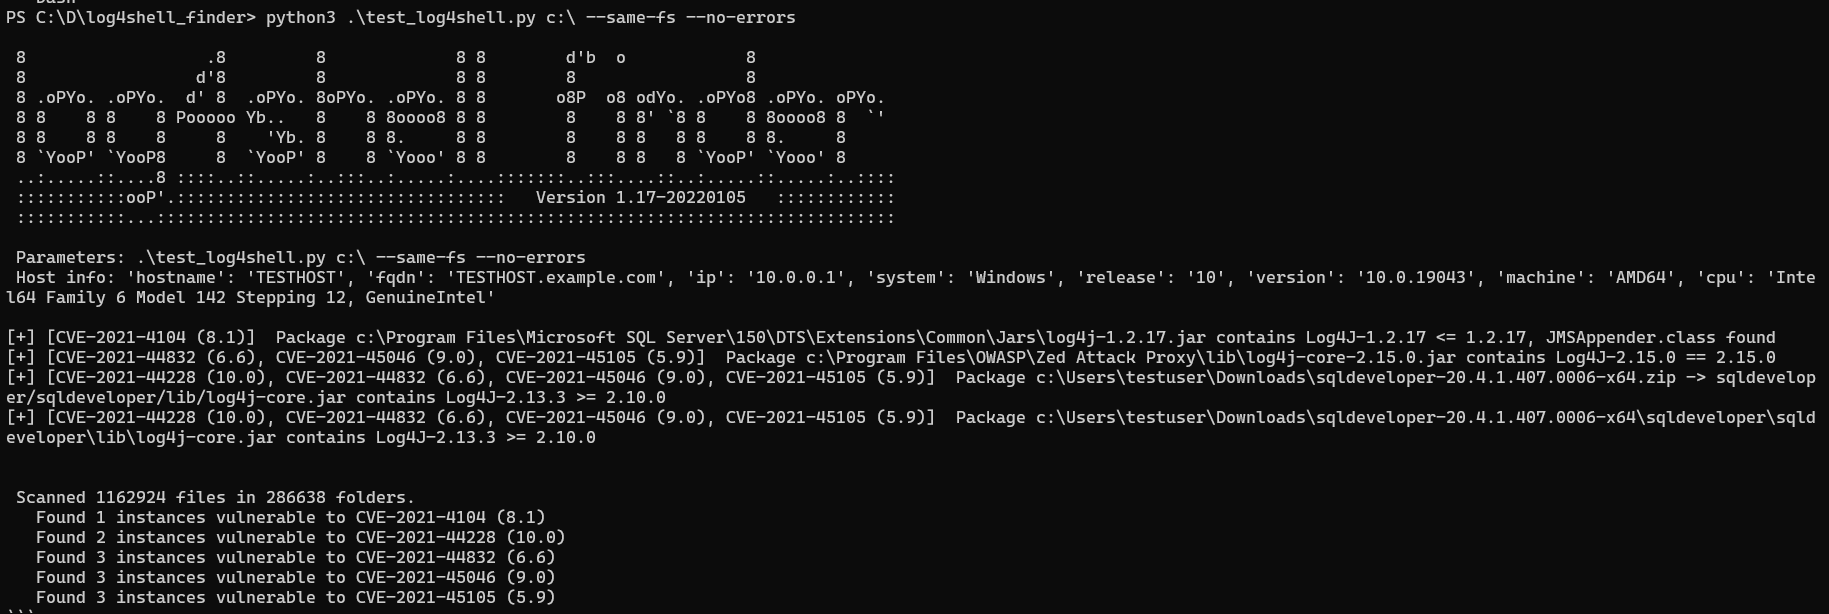 PS C:\D\log4shell_finder> python3 .\test_log4shell.py c:\ --same-fs --no-errors
 8                  .8         8             8 8        d'b  o            8
 8                 d'8         8             8 8        8                 8
 8 .oPYo. .oPYo.  d' 8  .oPYo. 8oPYo. .oPYo. 8 8       o8P  o8 odYo. .oPYo8 .oPYo. oPYo.
 8 8    8 8    8 Pooooo Yb..   8    8 8oooo8 8 8        8    8 8' `8 8    8 8oooo8 8  `'
 8 8    8 8    8     8    'Yb. 8    8 8.     8 8        8    8 8   8 8    8 8.     8
 8 `YooP' `YooP8     8  `YooP' 8    8 `Yooo' 8 8        8    8 8   8 `YooP' `Yooo' 8
 ..:.....::....8 ::::..::.....:..:::..:.....:....:::::::..:::....::..:.....::.....:..::::
 :::::::::::ooP'.:::::::::::::::::::::::::::::::::   Version 1.17-20220105   ::::::::::::
 :::::::::::...::::::::::::::::::::::::::::::::::::::::::::::::::::::::::::::::::::::::::
 Parameters: .\test_log4shell.py c:\ --same-fs --no-errors
 Host info: 'hostname': 'TESTHOST', 'fqdn': 'TESTHOST.example.com', 'ip': '10.0.0.1', 'system': 'Windows', 'release': '10', 'version': '10.0.19043', 'machine': 'AMD64', 'cpu': 'Inte
l64 Family 6 Model 142 Stepping 12, GenuineIntel'
[+] [CVE-2021-4104 (8.1)]  Package c:\Program Files\Microsoft SQL Server\150\DTS\Extensions\Common\Jars\log4j-1.2.17.jar contains Log4J-1.2.17 <= 1.2.17, JMSAppender.class found
[+] [CVE-2021-44832 (6.6), CVE-2021-45046 (9.0), CVE-2021-45105 (5.9)]  Package c:\Program Files\OWASP\Zed Attack Proxy\lib\log4j-core-2.15.0.jar contains Log4J-2.15.0 == 2.15.0
[+] [CVE-2021-44228 (10.0), CVE-2021-44832 (6.6), CVE-2021-45046 (9.0), CVE-2021-45105 (5.9)]  Package c:\Users\testuser\Downloads\sqldeveloper-20.4.1.407.0006-x64.zip -> sqldevelop
er/sqldeveloper/lib/log4j-core.jar contains Log4J-2.13.3 >= 2.10.0
[+] [CVE-2021-44228 (10.0), CVE-2021-44832 (6.6), CVE-2021-45046 (9.0), CVE-2021-45105 (5.9)]  Package c:\Users\testuser\Downloads\sqldeveloper-20.4.1.407.0006-x64\sqldeveloper\sqld
eveloper\lib\log4j-core.jar contains Log4J-2.13.3 >= 2.10.0
 Scanned 1162924 files in 286638 folders.
   Found 1 instances vulnerable to CVE-2021-4104 (8.1)
   Found 2 instances vulnerable to CVE-2021-44228 (10.0)
   Found 3 instances vulnerable to CVE-2021-44832 (6.6)
   Found 3 instances vulnerable to CVE-2021-45046 (9.0)
   Found 3 instances vulnerable to CVE-2021-45105 (5.9)